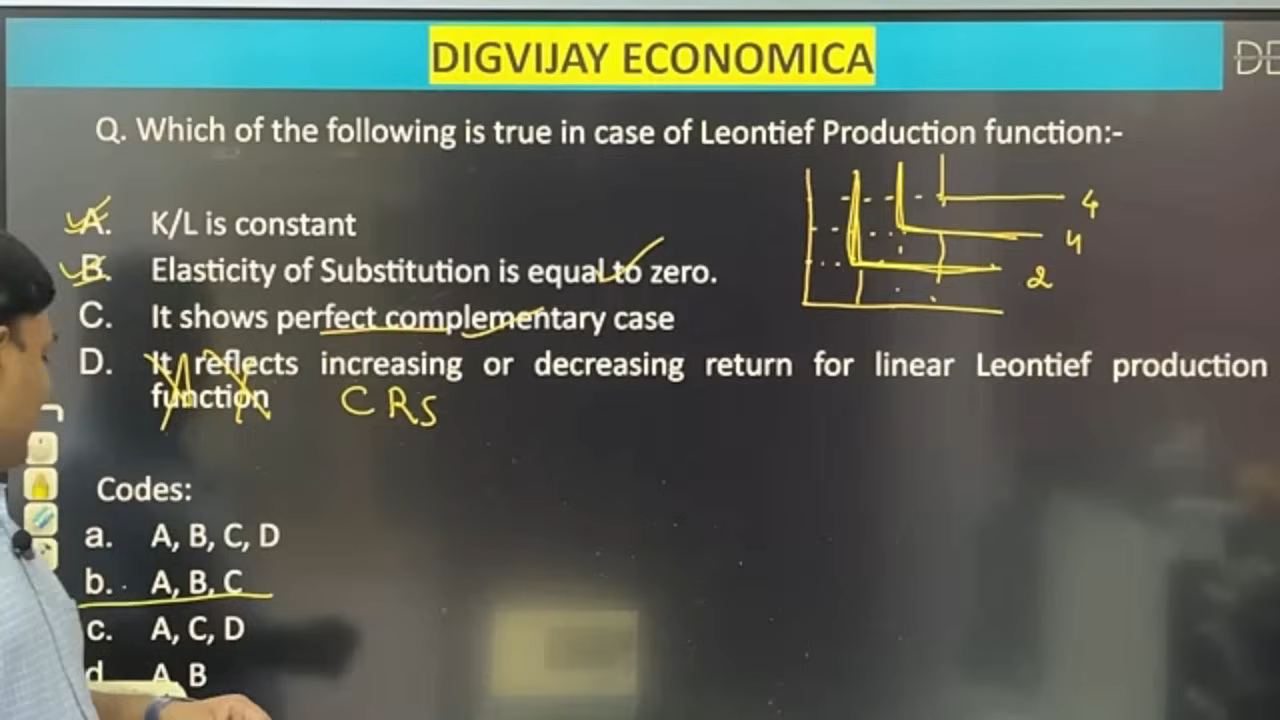 DIGVIJAY ECONOMICA
Q. Which of the following is true in case of Leontief Production function:-
A. K/L is constant
B. Elasticity of Substitution is equal to zero.
C. It shows perfect complementary case
D. It reflects increasing or decreasing return for linear Leontief production
function
CRS
4
4
2
Codes:
a. A, B, C, D
b. A, B, C
c. A, C, D
d A, B